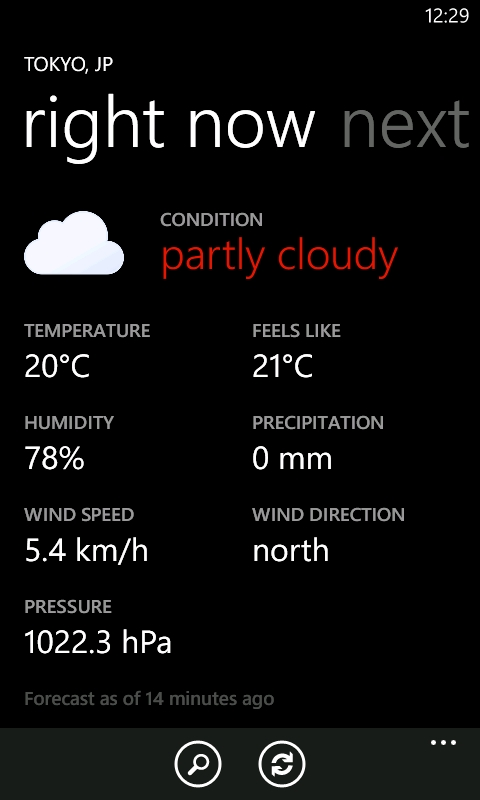 12:29
TOKYO, JP
right now next
CONDITION
partly cloudy
TEMPERATURE FEELS LIKE
20°C 21°C
HUMIDITY PRECIPITATION
78% 0 mm
WIND SPEED WIND DIRECTION
5.4 km/h north
PRESSURE
1022.3 hPa
Forecast as of 14 minutes ago